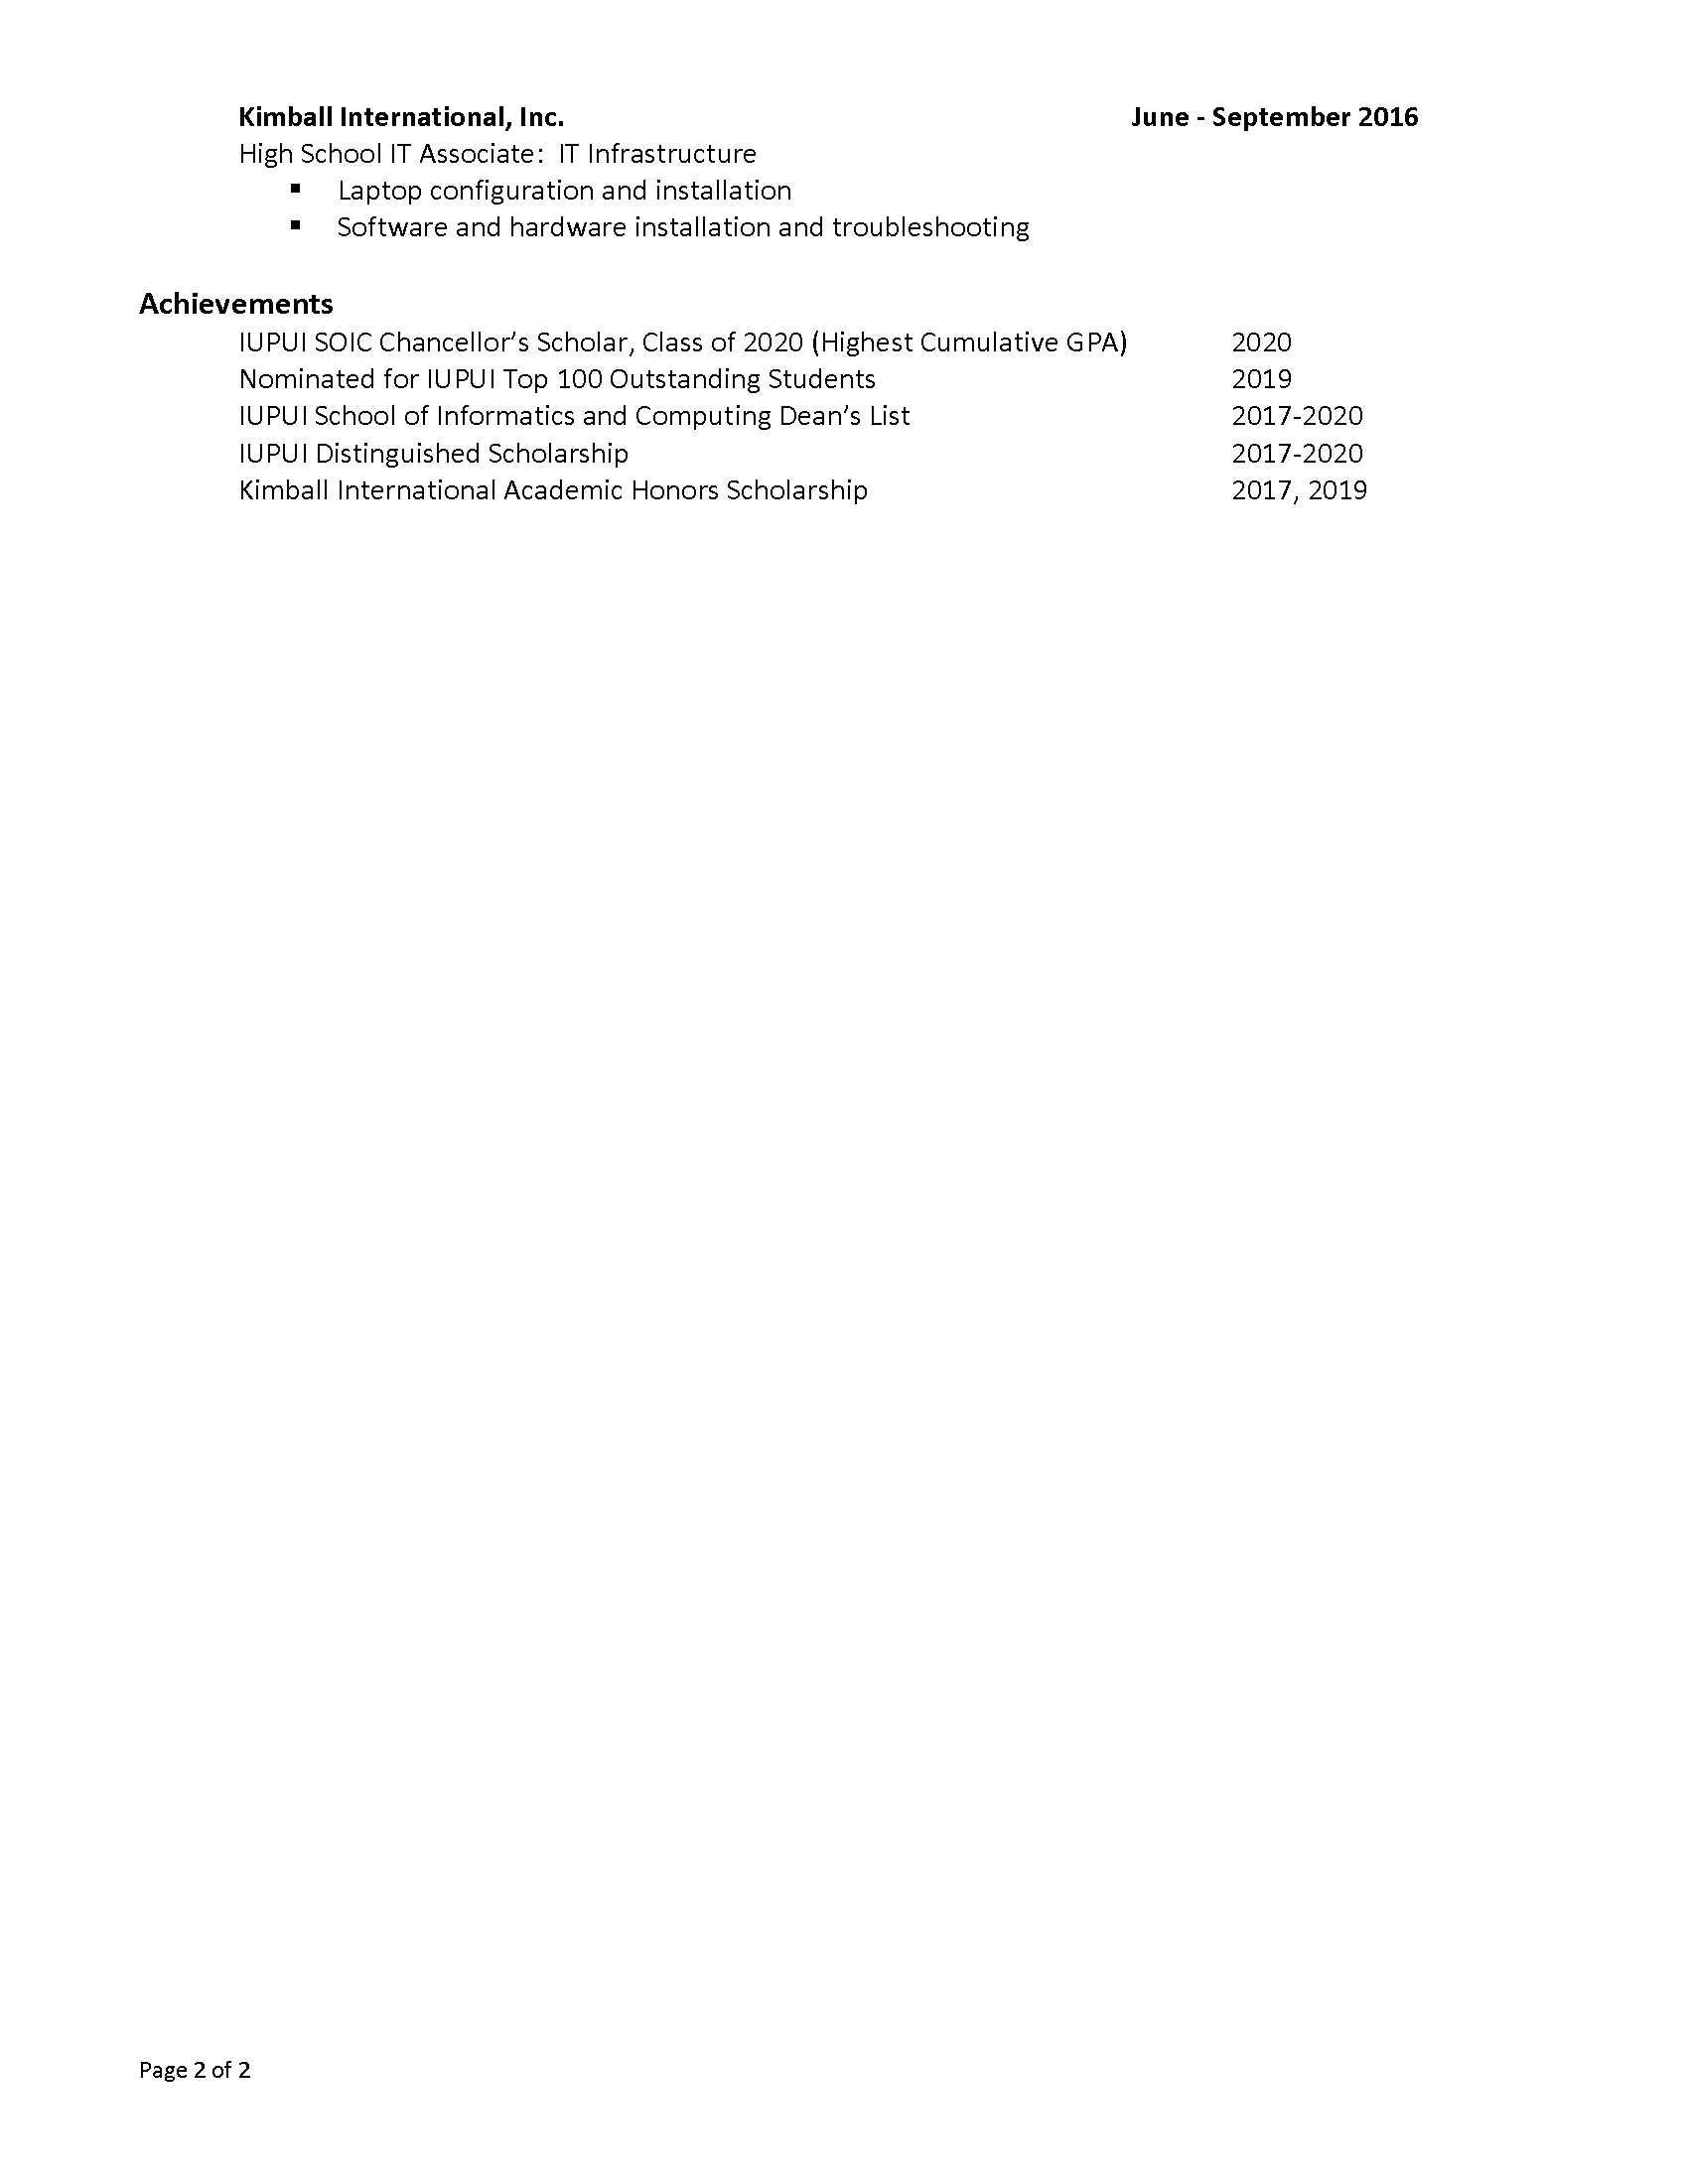 Kimball International, Inc. June - September 2016
High School IT Associate:  IT Infrastructure
▪ Laptop configuration and installation
▪ Software and hardware installation and troubleshooting
Achievements
IUPUI SOIC Chancellor’s Scholar, Class of 2020 (Highest Cumulative GPA) 2020
Nominated for IUPUI Top 100 Outstanding Students 2019
IUPUI School of Informatics and Computing Dean’s List 2017-2020
IUPUI Distinguished Scholarship 2017-2020
Kimball International Academic Honors Scholarship 2017, 2019
Page 2 of 2